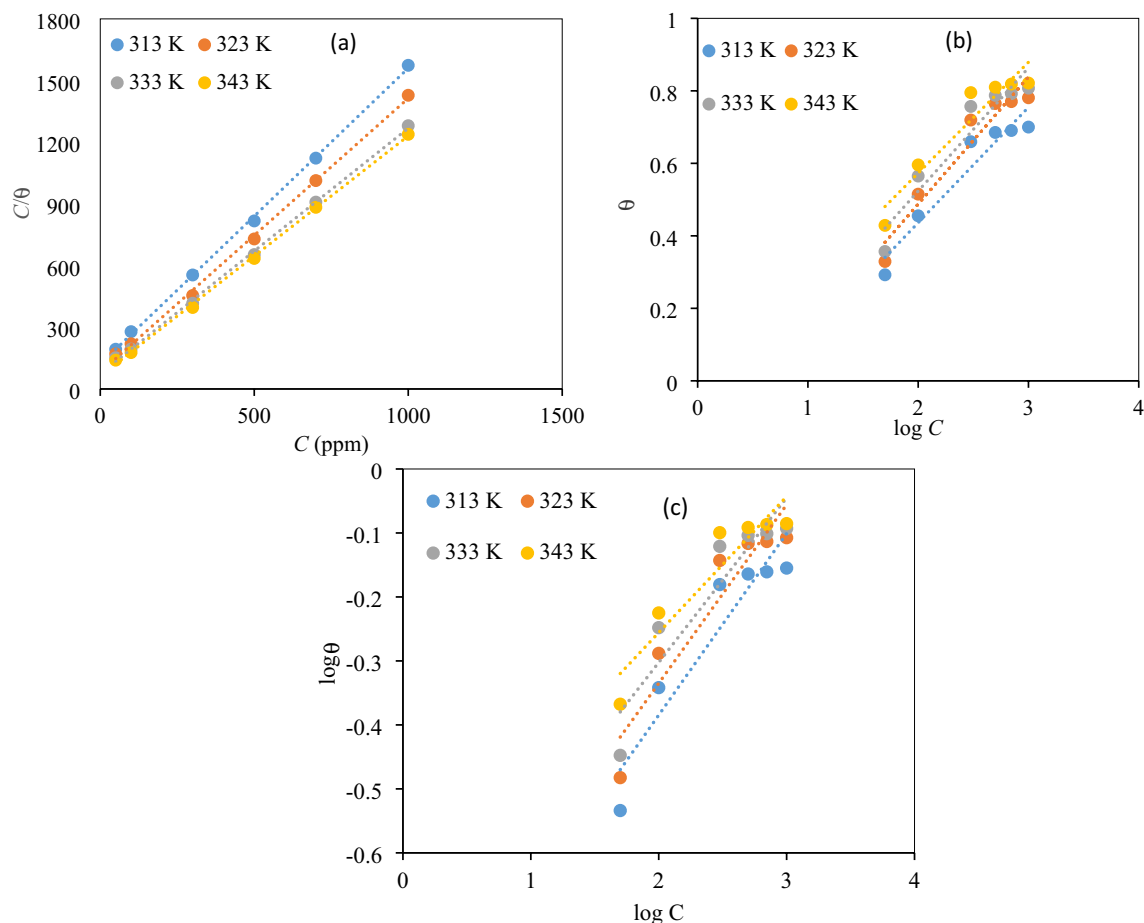 1800
1500
1200
900
600
300
0
C/θ
(a)
313 K 323 K
333 K 343 K
0 500 1000 1500
C (ppm)
1
0.8
0.6
0.4
0.2
0
θ
(b)
313 K 323 K
333 K 343 K
0 1 2 3 4
log C
0
-0.1
-0.2
-0.3
-0.4
-0.5
-0.6
logθ
(c)
313 K 323 K
333 K 343 K
0 1 2 3 4
log C